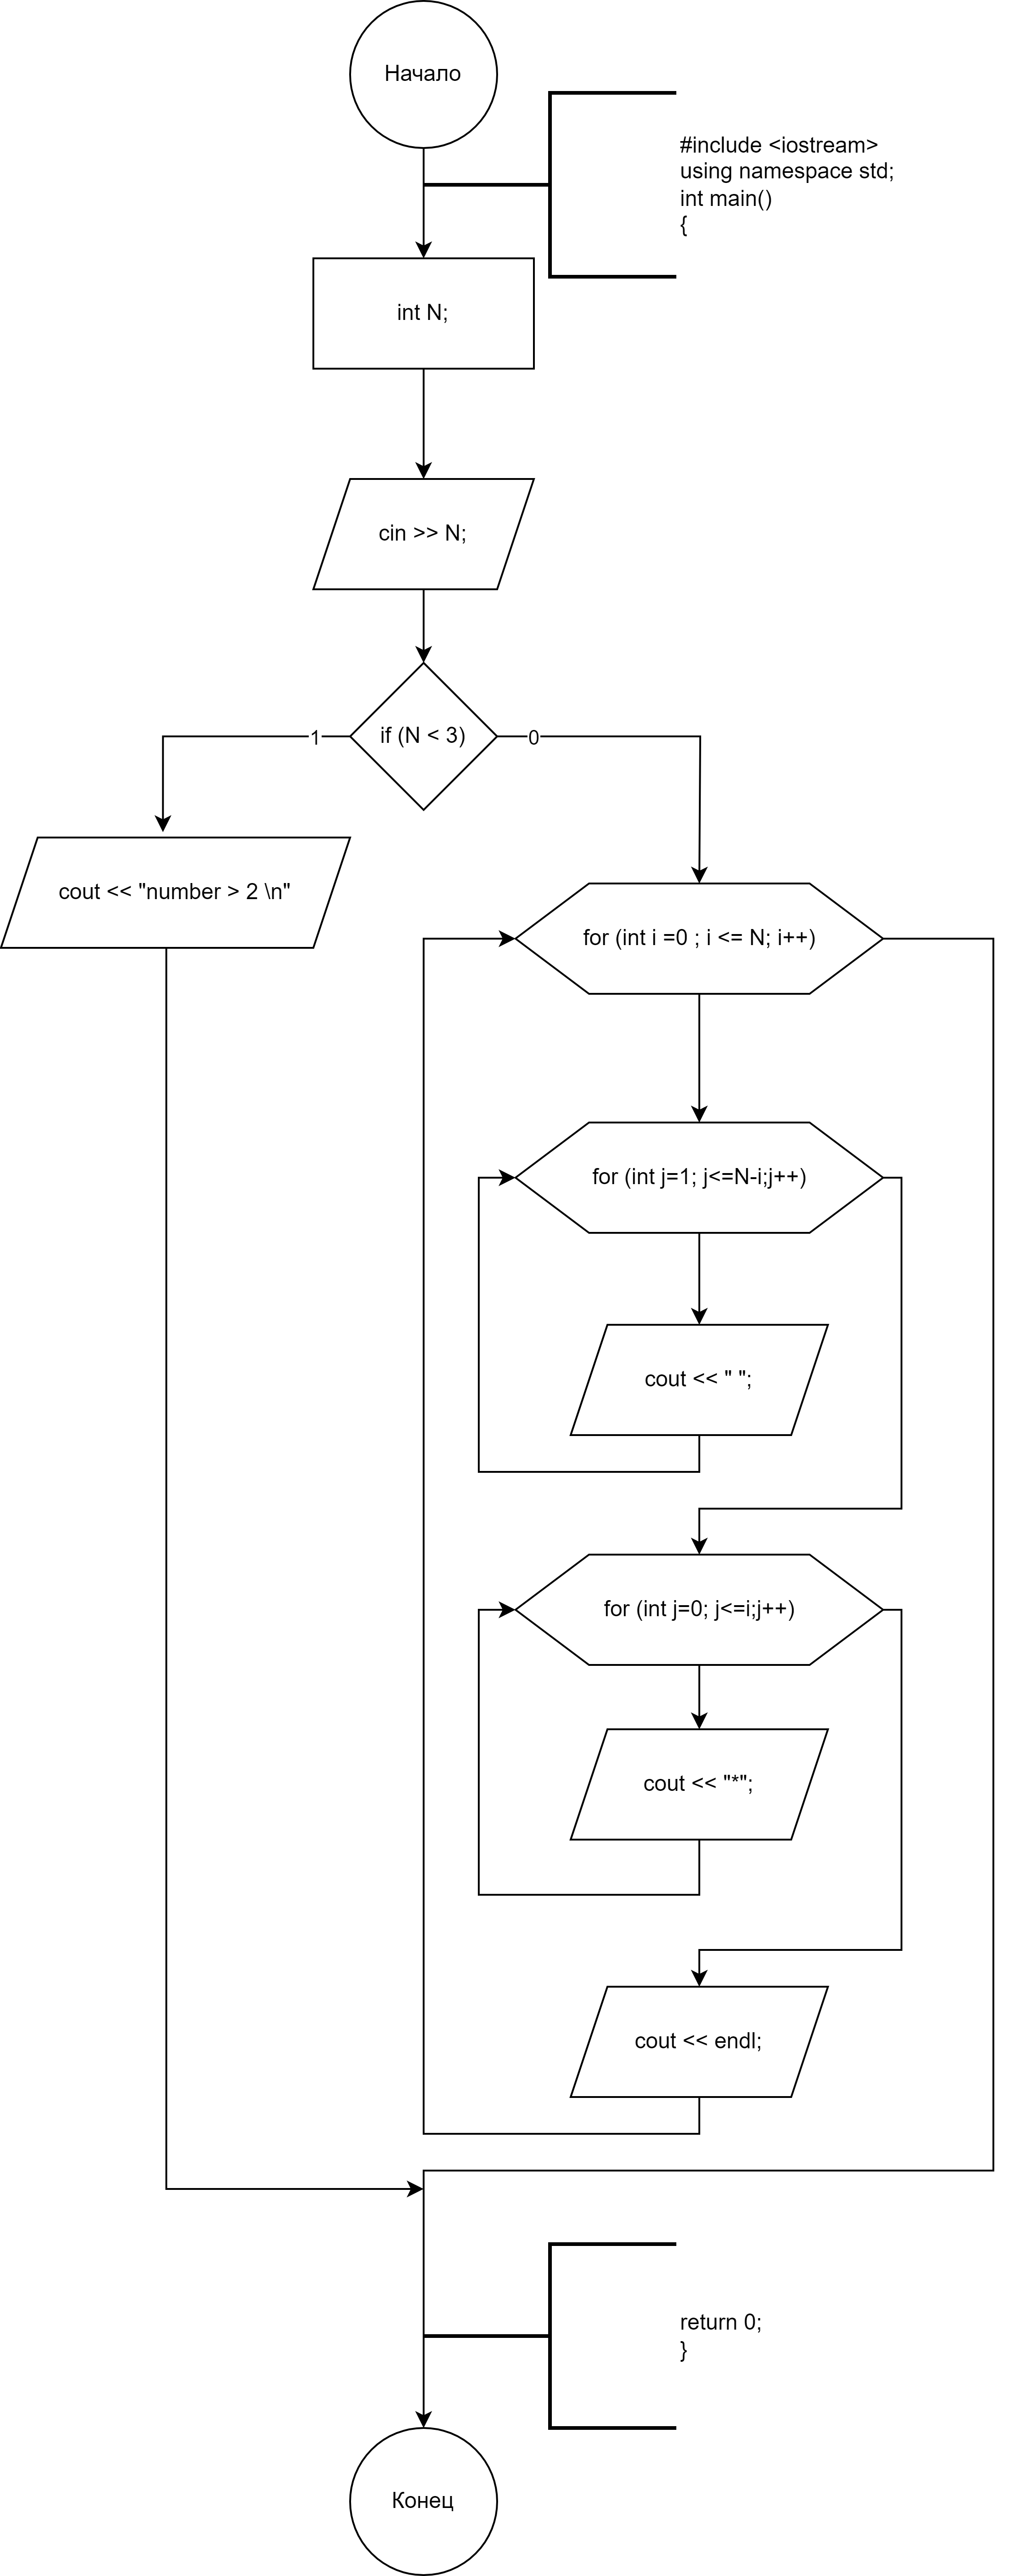 Начало
#include <iostream>
using namespace std;
int main()
{
int N;
cin >> N;
if (N < 3)
1
0
cout << "number > 2 \n"
for (int i =0 ; i <= N; i++)
for (int j=1; j<=N-i;j++)
cout << " ";
for (int j=0; j<=i;j++)
cout << "*";
cout << endl;
return 0;
}
Конец